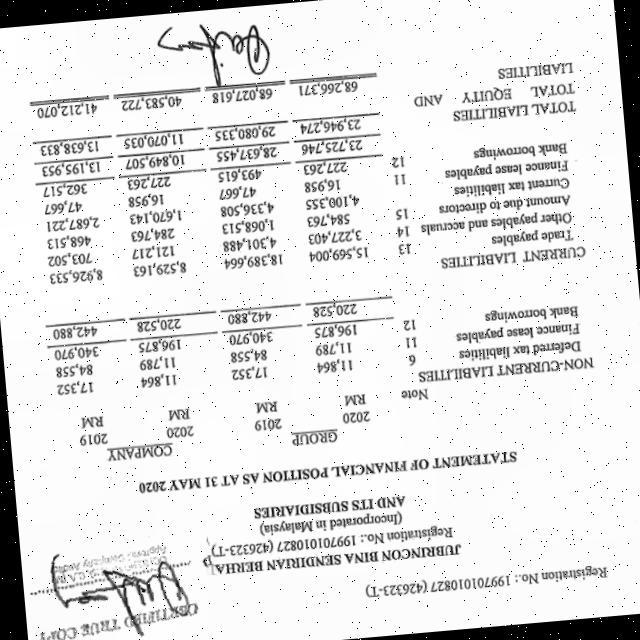 CERTIFIED TRUE COPY
Registration No.: 199701010827 (426323-T)
JUBRINCON BINA SENDIRIAN BERHAD
Registration No.: 199701010827 (426323-T)
(Incorporated in Malaysia)
AND ITS SUBSIDIARIES
STATEMENT OF FINANCIAL POSITION AS AT 31 MAY 2020
GROUP COMPANY
2020 2019 2020 2019
Note RM RM RM RM
NON-CURRENT LIABILITIES
Deferred tax liabilities 6 11,864 17,352 11,864 17,352
Finance lease payables 11 11,789 84,558 11,789 84,558
Bank borrowings 12 196,875 340,970 196,875 340,970
220,528 442,880 220,528 442,880
CURRENT LIABILITIES
Trade payables 13 15,569,004 18,389,664 8,529,163 8,926,533
Other payables and accruals 14 3,227,403 4,301,488 121,217 703,502
Amount due to directors 15 584,763 1,068,513 284,763 468,513
Current tax liabilities 4,100,355 4,336,508 1,670,143 2,687,221
Finance lease payables 11 16,958 47,667 16,958 47,667
Bank borrowings 12 227,263 493,615 227,263 362,517
23,725,746 28,637,455 10,849,507 13,195,953
TOTAL LIABILITIES 23,946,274 29,080,335 11,070,035 13,638,833
TOTAL EQUITY AND
LIABILITIES 68,266,371 68,027,618 40,583,722 41,212,070